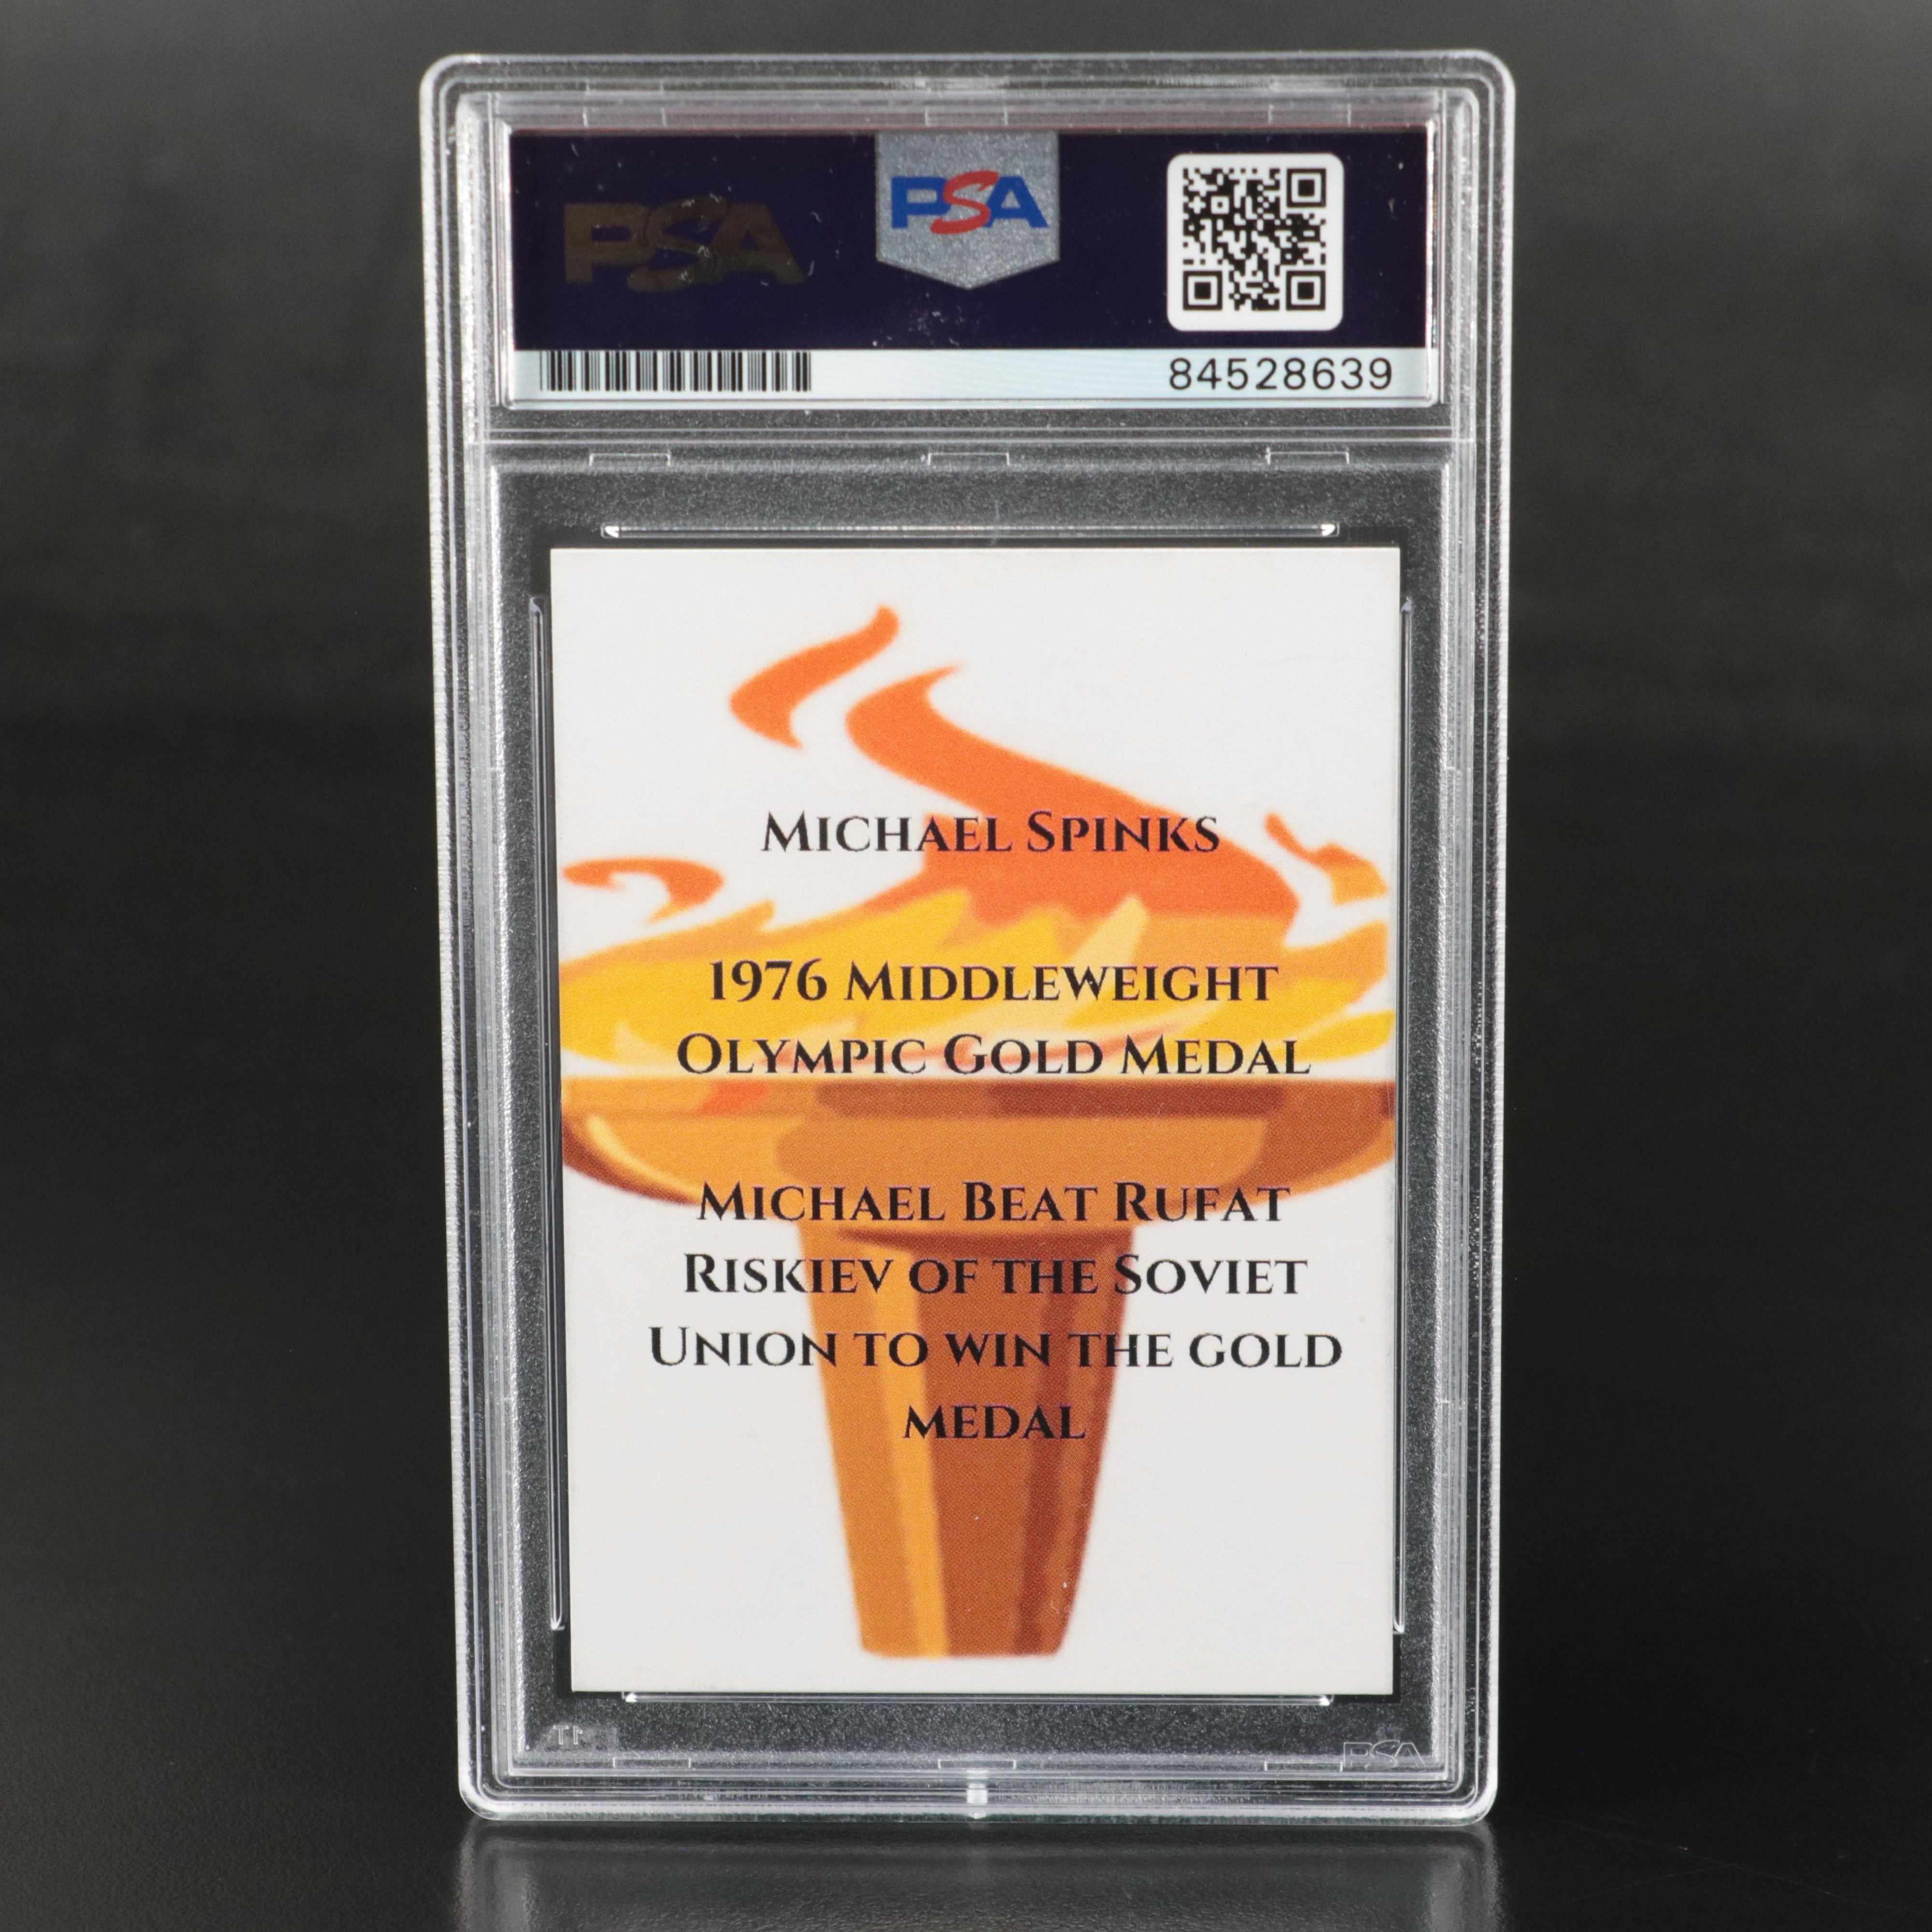 PSA
PSA
84528639
MICHAEL SPINKS
1976 MIDDLEWEIGHT
OLYMPIC GOLD MEDAL
MICHAEL BEAT RUFAT
RISKIEV OF THE SOVIET
UNION TO WIN THE GOLD
MEDAL
PSA